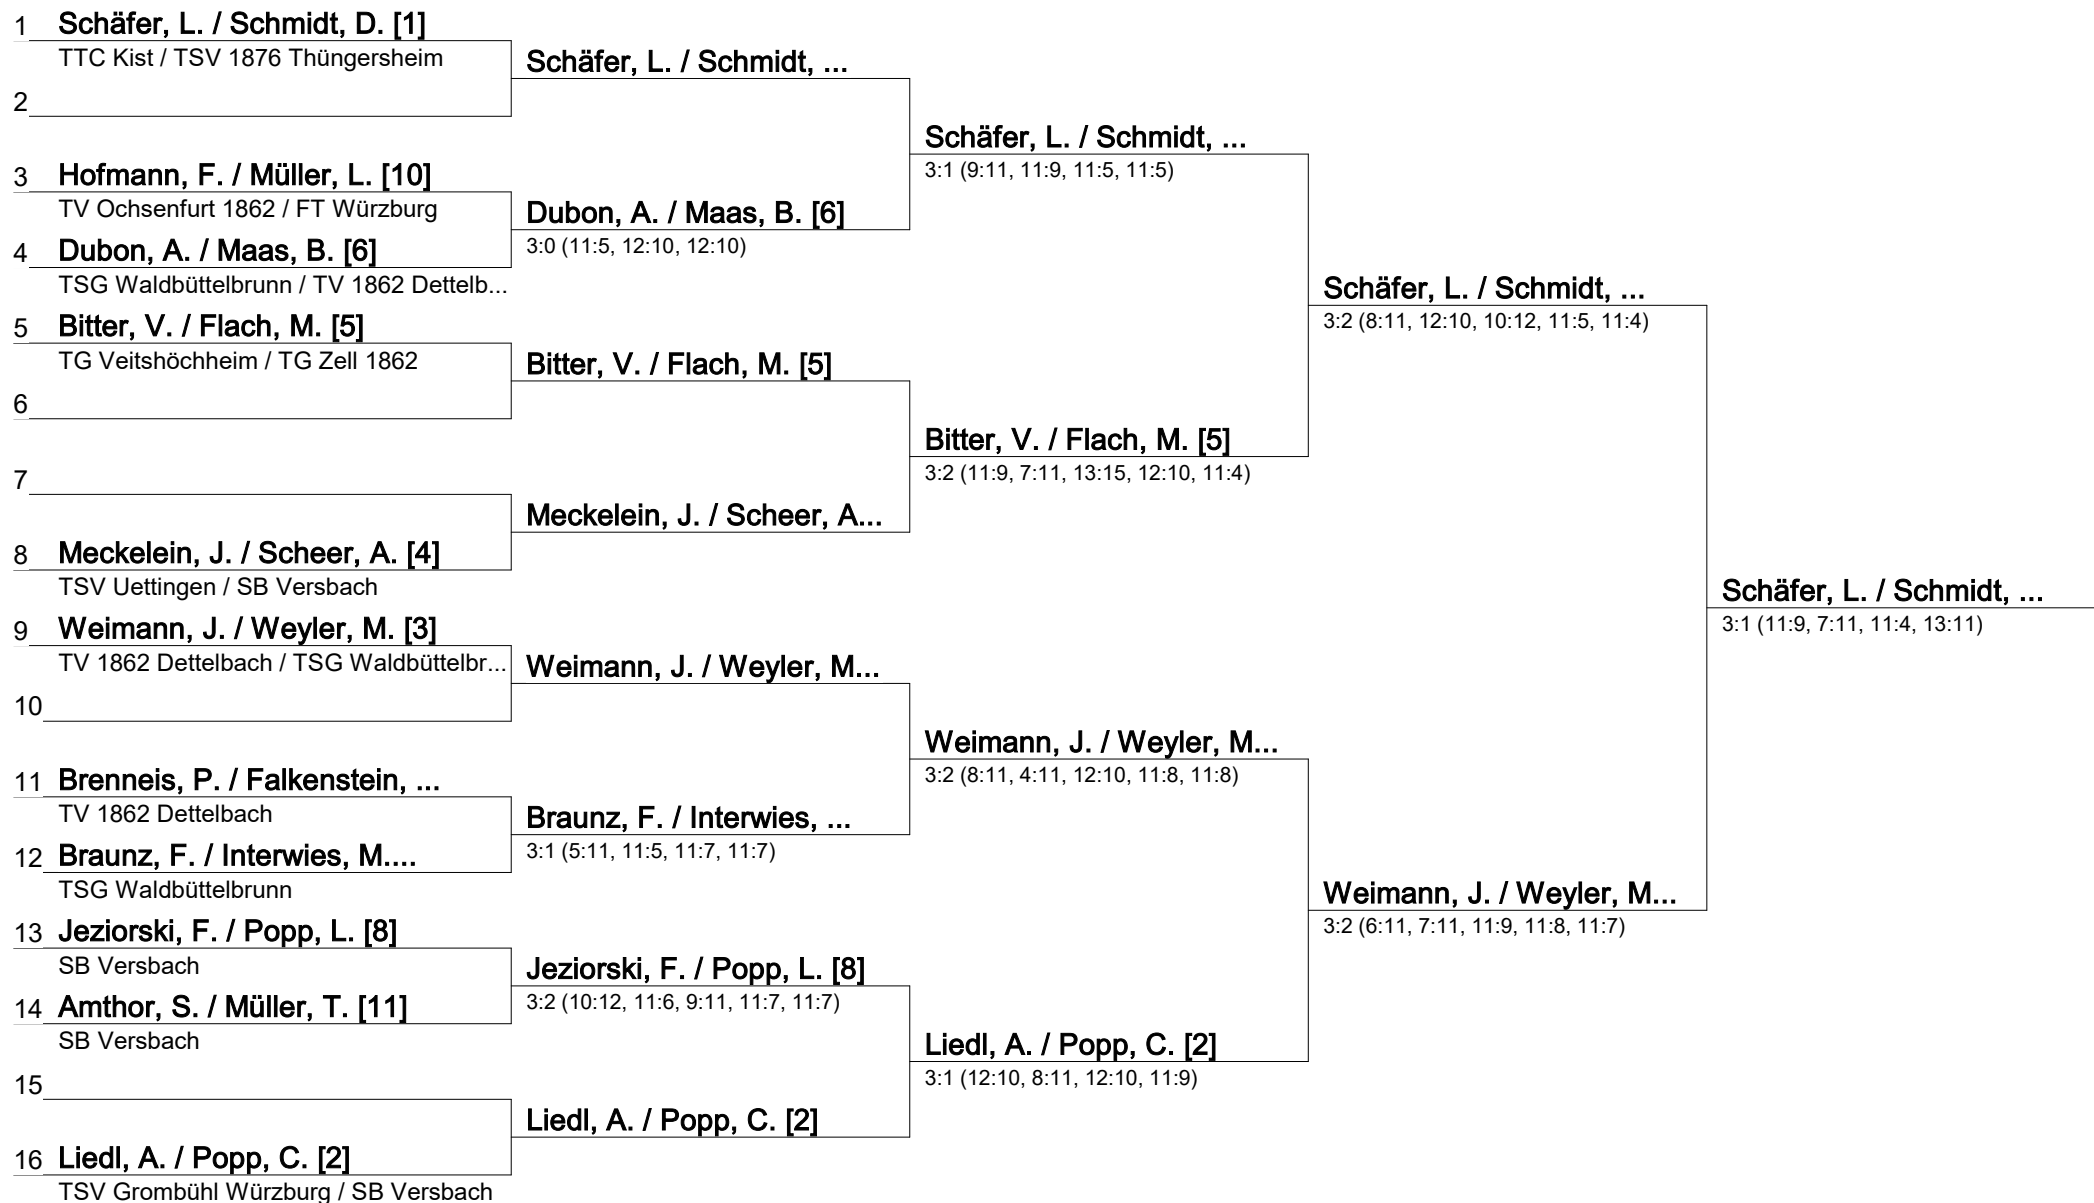 1 Schäfer, L. / Schmidt, D. [1]
TTC Kist / TSV 1876 Thüngersheim
Schäfer, L. / Schmidt, ...
2
Schäfer, L. / Schmidt, ...
3:1 (9:11, 11:9, 11:5, 11:5)
3 Hofmann, F. / Müller, L. [10]
TV Ochsenfurt 1862 / FT Würzburg
Dubon, A. / Maas, B. [6]
3:0 (11:5, 12:10, 12:10)
4 Dubon, A. / Maas, B. [6]
TSG Waldbüttelbrunn / TV 1862 Dettelb...
Schäfer, L. / Schmidt, ...
3:2 (8:11, 12:10, 10:12, 11:5, 11:4)
5 Bitter, V. / Flach, M. [5]
TG Veitshöchheim / TG Zell 1862
Bitter, V. / Flach, M. [5]
6
Bitter, V. / Flach, M. [5]
3:2 (11:9, 7:11, 13:15, 12:10, 11:4)
7
Meckelein, J. / Scheer, A...
8 Meckelein, J. / Scheer, A. [4]
TSV Uettingen / SB Versbach
Schäfer, L. / Schmidt, ...
3:1 (11:9, 7:11, 11:4, 13:11)
9 Weimann, J. / Weyler, M. [3]
TV 1862 Dettelbach / TSG Waldbüttelbr...
Weimann, J. / Weyler, M...
10
Weimann, J. / Weyler, M...
3:2 (8:11, 4:11, 12:10, 11:8, 11:8)
11 Brenneis, P. / Falkenstein, ...
TV 1862 Dettelbach
Braunz, F. / Interwies, ...
3:1 (5:11, 11:5, 11:7, 11:7)
12 Braunz, F. / Interwies, M....
TSG Waldbüttelbrunn
Weimann, J. / Weyler, M...
3:2 (6:11, 7:11, 11:9, 11:8, 11:7)
13 Jeziorski, F. / Popp, L. [8]
SB Versbach
Jeziorski, F. / Popp, L. [8]
3:2 (10:12, 11:6, 9:11, 11:7, 11:7)
14 Amthor, S. / Müller, T. [11]
SB Versbach
Liedl, A. / Popp, C. [2]
3:1 (12:10, 8:11, 12:10, 11:9)
15
Liedl, A. / Popp, C. [2]
16 Liedl, A. / Popp, C. [2]
TSV Grombühl Würzburg / SB Versbach